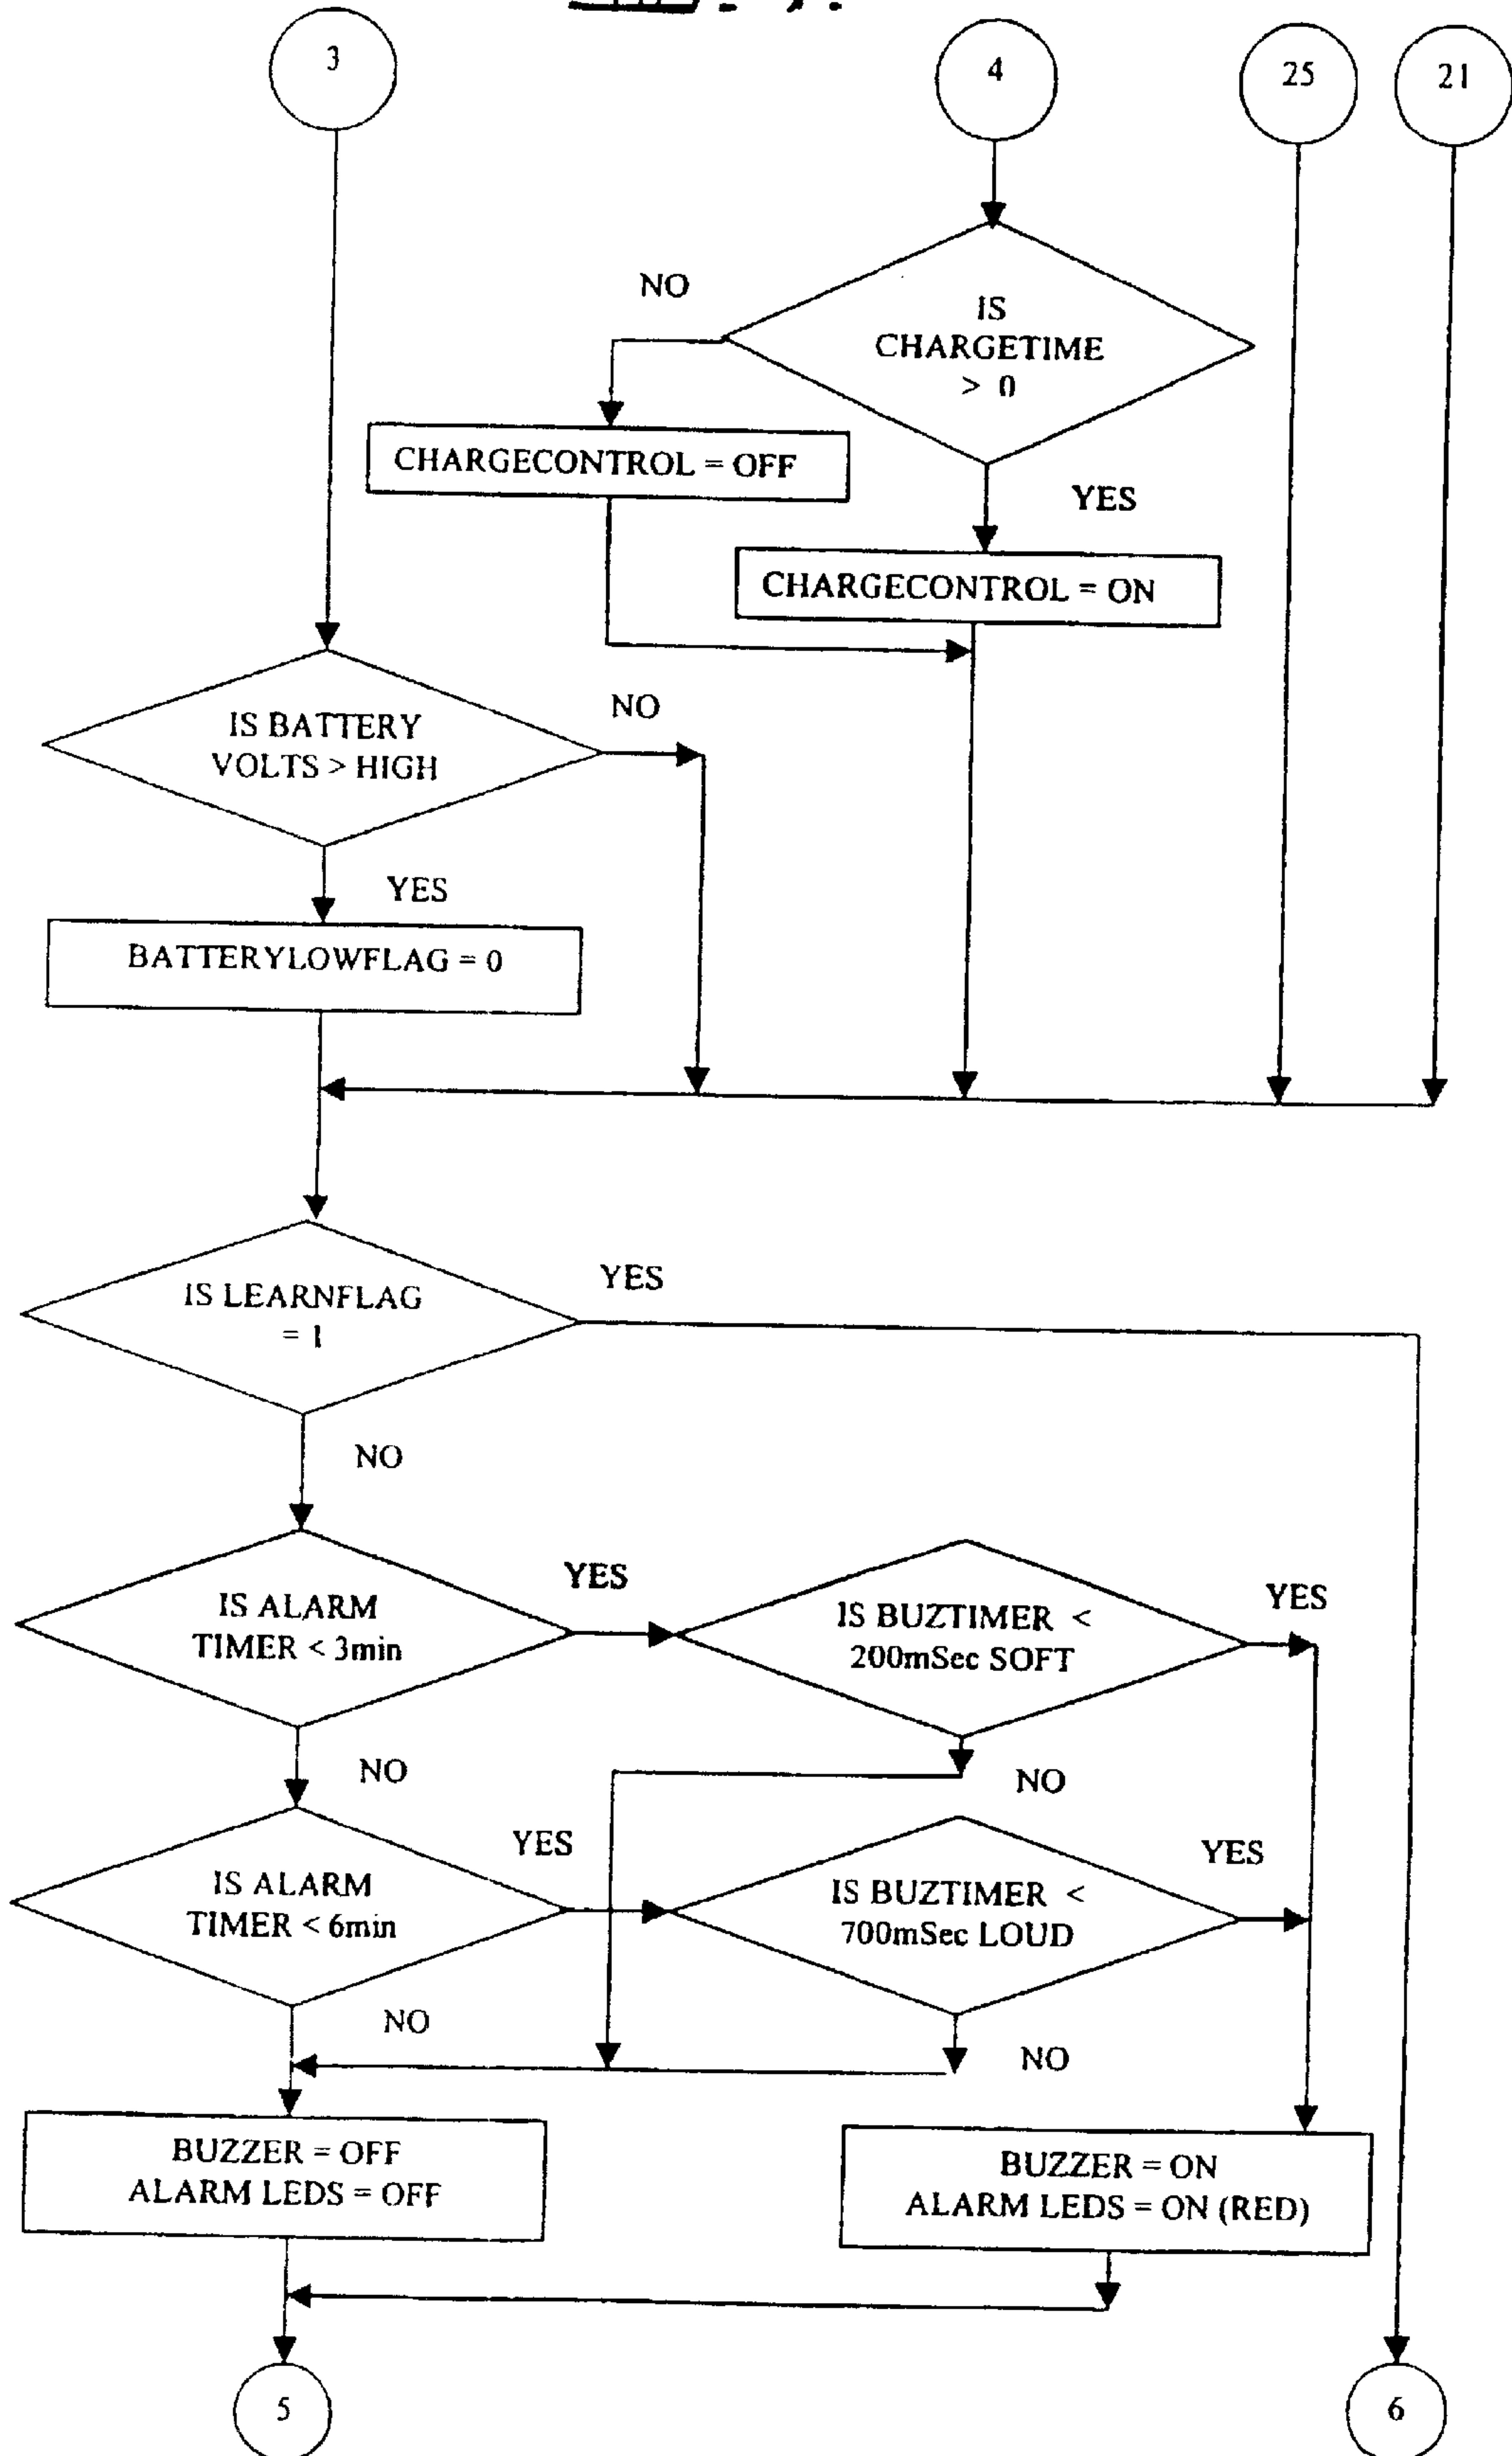 3
4
25
21
NO
IS
CHARGETIME
> 0
CHARGECONTROL = OFF
YES
CHARGECONTROL = ON
IS BATTERY
VOLTS > HIGH
NO
YES
BATTERYLOWFLAG = 0
IS LEARNFLAG
= 1
YES
NO
IS ALARM
TIMER < 3min
YES
IS BUZTIMER <
200mSec SOFT
YES
NO
NO
IS ALARM
TIMER < 6min
YES
IS BUZTIMER <
700mSec LOUD
YES
NO
NO
BUZZER = OFF
ALARM LEDS = OFF
BUZZER = ON
ALARM LEDS = ON (RED)
5
6